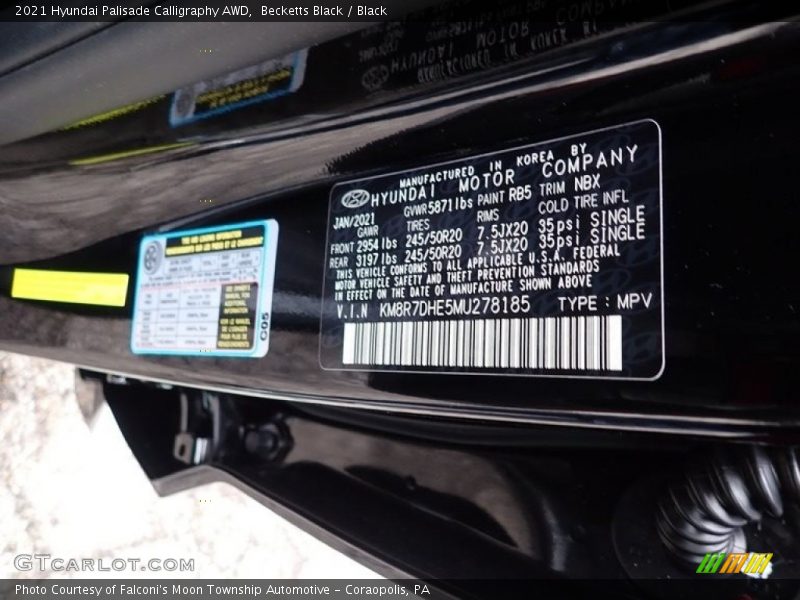 2021 Hyundai Palisade Calligraphy AWD,  Becketts Black / Black
MANUFACTURED IN KOREA BY
HYUNDAI MOTOR COMPANY
JAN/2021 GVWR5871lbs PAINT RB5 TRIM NBX
GAWR TIRES RIMS COLD TIRE INFL
FRONT 2954lbs 245/50R20 7.5JX20 35psi SINGLE
REAR 3197lbs 245/50R20 7.5JX20 35psi SINGLE
THIS VEHICLE CONFORMS TO ALL APPLICABLE U.S.A. FEDERAL
MOTOR VEHICLE SAFETY AND THEFT PREVENTION STANDARDS
IN EFFECT ON THE DATE OF MANUFACTURE SHOWN ABOVE
V.I.N KM8R7DHE5MU278185 TYPE : MPV
C05
GTCARLOT.COM
Photo Courtesy of Falconi's Moon Township Automotive - Coraopolis, PA